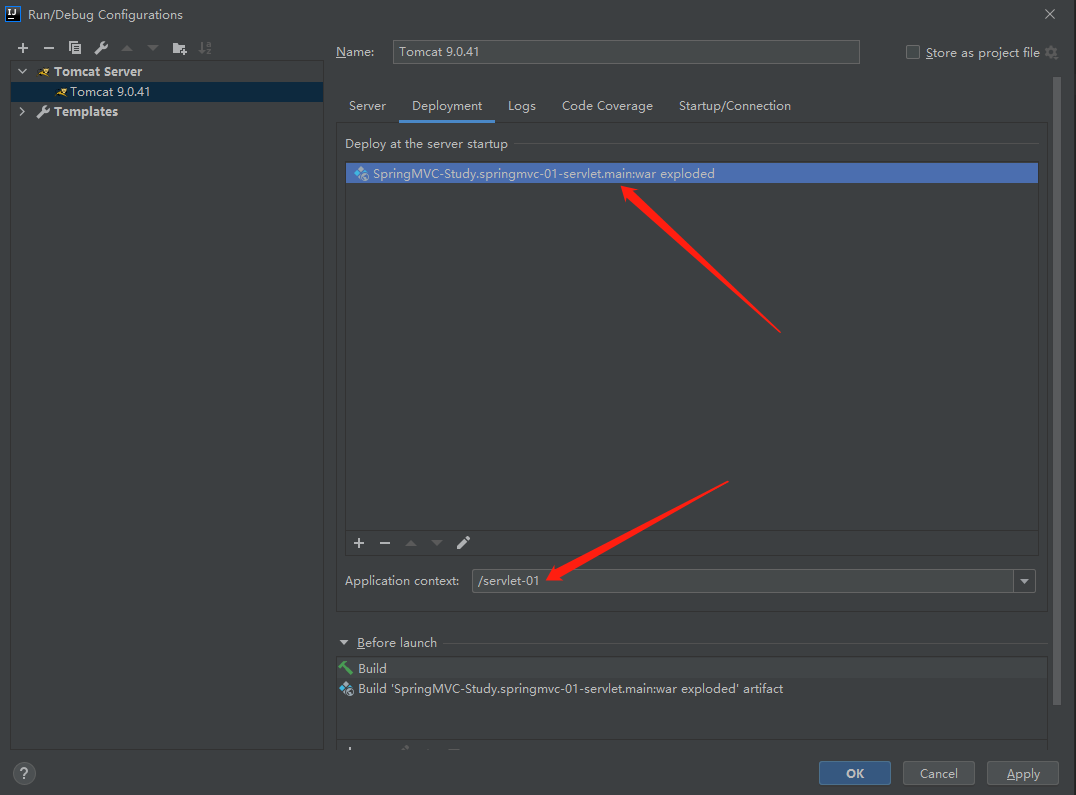 Run/Debug Configurations
Name: Tomcat 9.0.41 Store as project file
Tomcat Server
Tomcat 9.0.41
Templates
Server Deployment Logs Code Coverage Startup/Connection
Deploy at the server startup
SpringMVC-Study.springmvc-01-servlet.main:war exploded
Application context: /servlet-01
Before launch
Build
Build 'SpringMVC-Study.springmvc-01-servlet.main:war exploded' artifact
? OK Cancel Apply